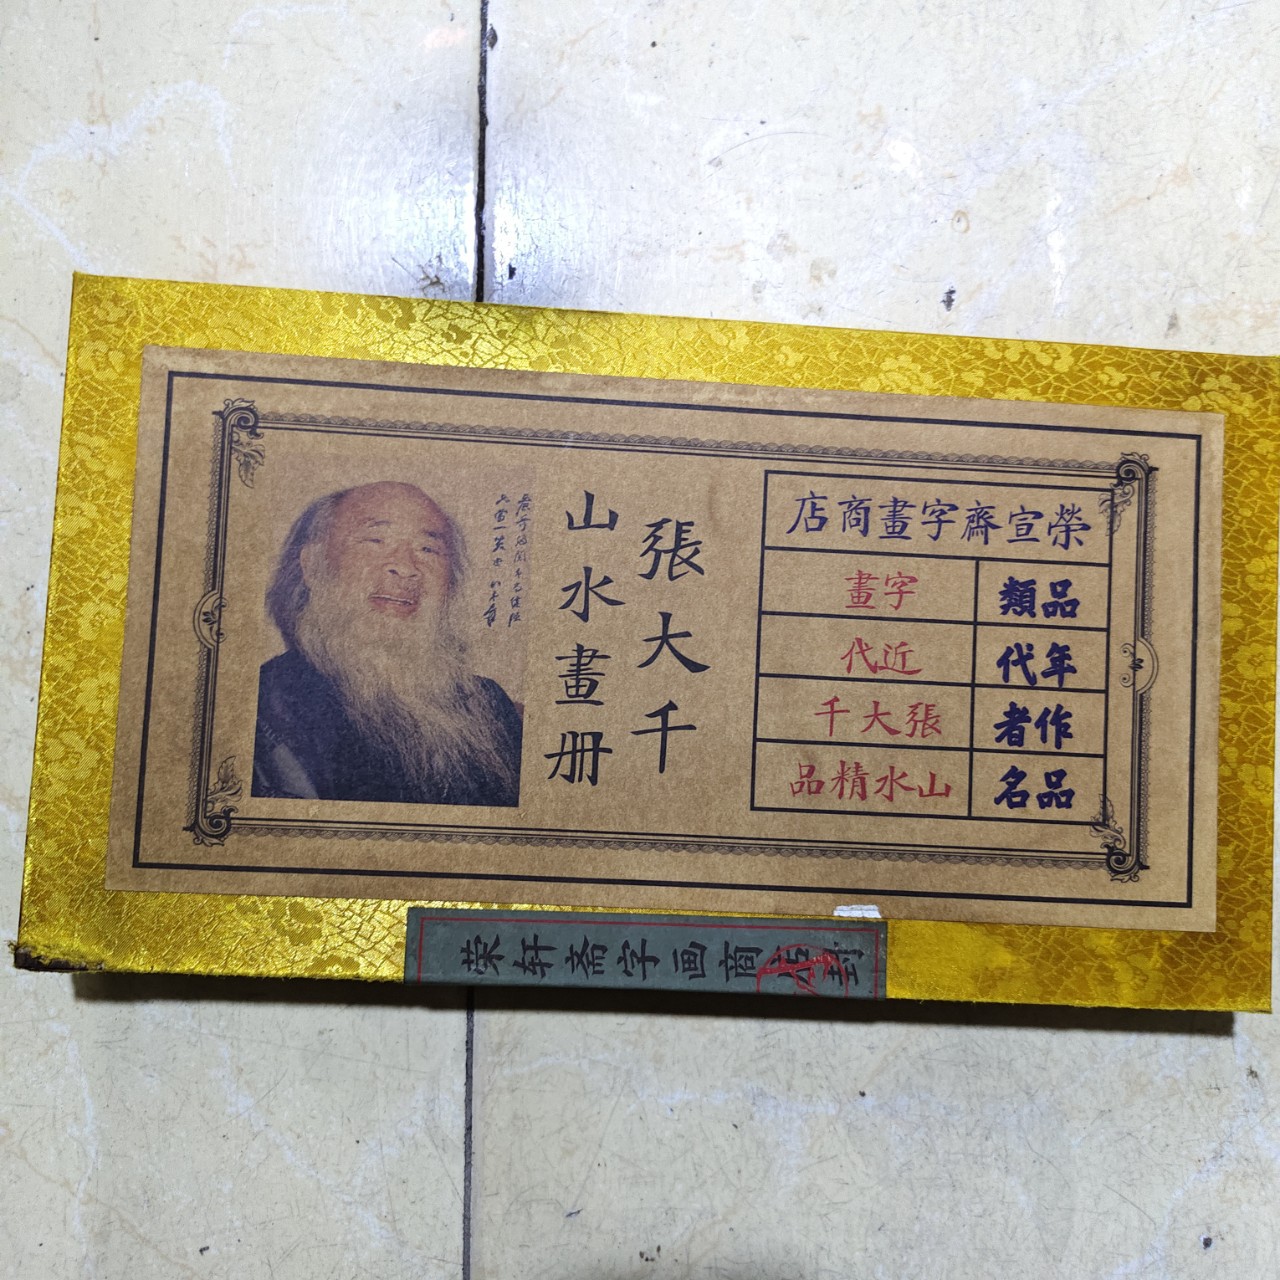 榮宣齋字畫商店
品類 字畫
年代 近代
作者 張大千
品名 山水精品
張大千
山水畫册
荣轩斋字画商店封